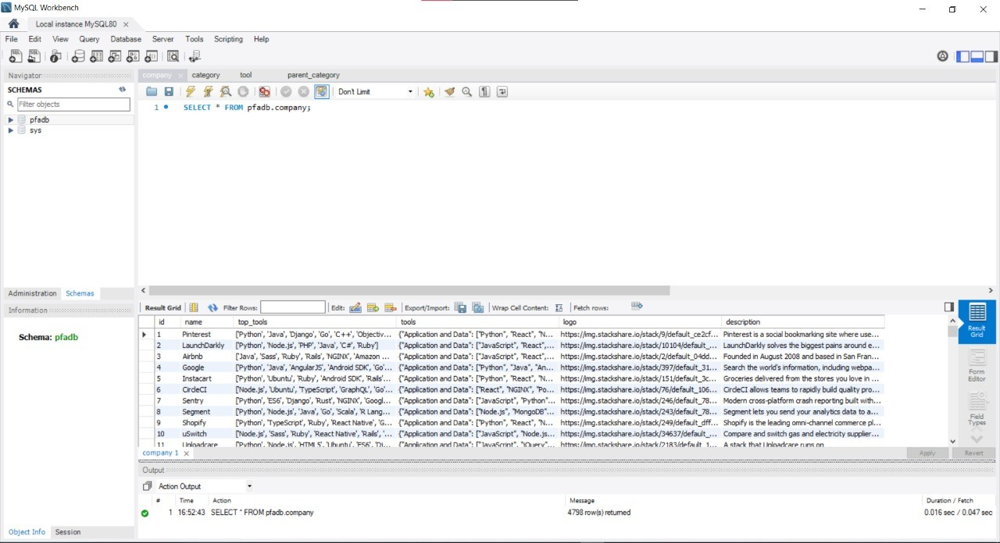 MySQL Workbench
Local instance MySQL80
File Edit View Query Database Server Tools Scripting Help
Navigator
SCHEMAS
Filter objects
pfadb
sys
Administration Schemas
Information
Schema: pfadb
Object Info Session
company category tool parent_category
Don't Limit
1 SELECT * FROM pfadb.company;
Result Grid Filter Rows: Edit: Export/Import: Wrap Cell Content: Fetch rows:
id name top_tools tools logo description
1 Pinterest ['Python', 'Java', 'Django', 'Go', 'C++', 'Objectiv... {"Application and Data": ["Python", "React", "N... https://img.stackshare.io/stack/9/default_ce2cf... Pinterest is a social bookmarking site where use...
2 LaunchDarkly ['Python', 'Node.js', 'PHP', 'Java', 'C#', 'Ruby'] {"Application and Data": ["JavaScript", "React",... https://img.stackshare.io/stack/10104/default_... LaunchDarkly solves the biggest pains around e...
3 Airbnb ['Java', 'Sass', 'Ruby', 'Rails', 'NGINX', 'Amazon ... {"Application and Data": ["JavaScript", "React",... https://img.stackshare.io/stack/2/default_04dd... Founded in August 2008 and based in San Fran...
4 Google ['Python', 'Java', 'AngularJS', 'Android SDK', 'Go'... {"Application and Data": ["Python", "Java", "An... https://img.stackshare.io/stack/397/default_31... Search the world's information, including webpa...
5 Instacart ['Python', 'Ubuntu', 'Ruby', 'Android SDK', 'Rails'... {"Application and Data": ["Python", "React", "N... https://img.stackshare.io/stack/151/default_3c... Groceries delivered from the stores you love in ...
6 CircleCI ['Node.js', 'Ubuntu', 'TypeScript', 'GraphQL', 'Go'... {"Application and Data": ["React", "NGINX", "Po... https://img.stackshare.io/stack/76/default_106... CircleCI allows teams to rapidly build quality pro...
7 Sentry ['Python', 'ES6', 'Django', 'Rust', 'NGINX', 'Googl... {"Application and Data": ["JavaScript", "Python"... https://img.stackshare.io/stack/246/default_78... Modern cross-platform crash reporting built with...
8 Segment ['Python', 'Node.js', 'Java', 'Go', 'Scala', 'R Lang... {"Application and Data": ["Node.js", "MongoDB"... https://img.stackshare.io/stack/243/default_78... Segment lets you send your analytics data to a...
9 Shopify ['Python', 'TypeScript', 'Ruby', 'React Native', 'G... {"Application and Data": ["Python", "React", "N... https://img.stackshare.io/stack/249/default_dff... Shopify is the leading omni-channel commerce pl...
10 uSwitch ['Node.js', 'Sass', 'Ruby', 'React Native', 'Rails', '... {"Application and Data": ["JavaScript", "Node.js... https://img.stackshare.io/stack/34637/default_... Compare and switch gas and electricity supplier...
11 Uploadcare ['Python', 'Node.js', 'HTML5', 'Ubuntu', 'ES6', 'Dj... {"Application and Data": ["JavaScript", "jQuery"... https://img.stackshare.io/stack/2183/default_1... A stack that Uploadcare runs on
Result Grid
Form Editor
Field Types
company 1 Apply Revert
Output
Action Output
# Time Action Message Duration / Fetch
1 16:52:43 SELECT * FROM pfadb.company 4798 row(s) returned 0.016 sec / 0.047 sec